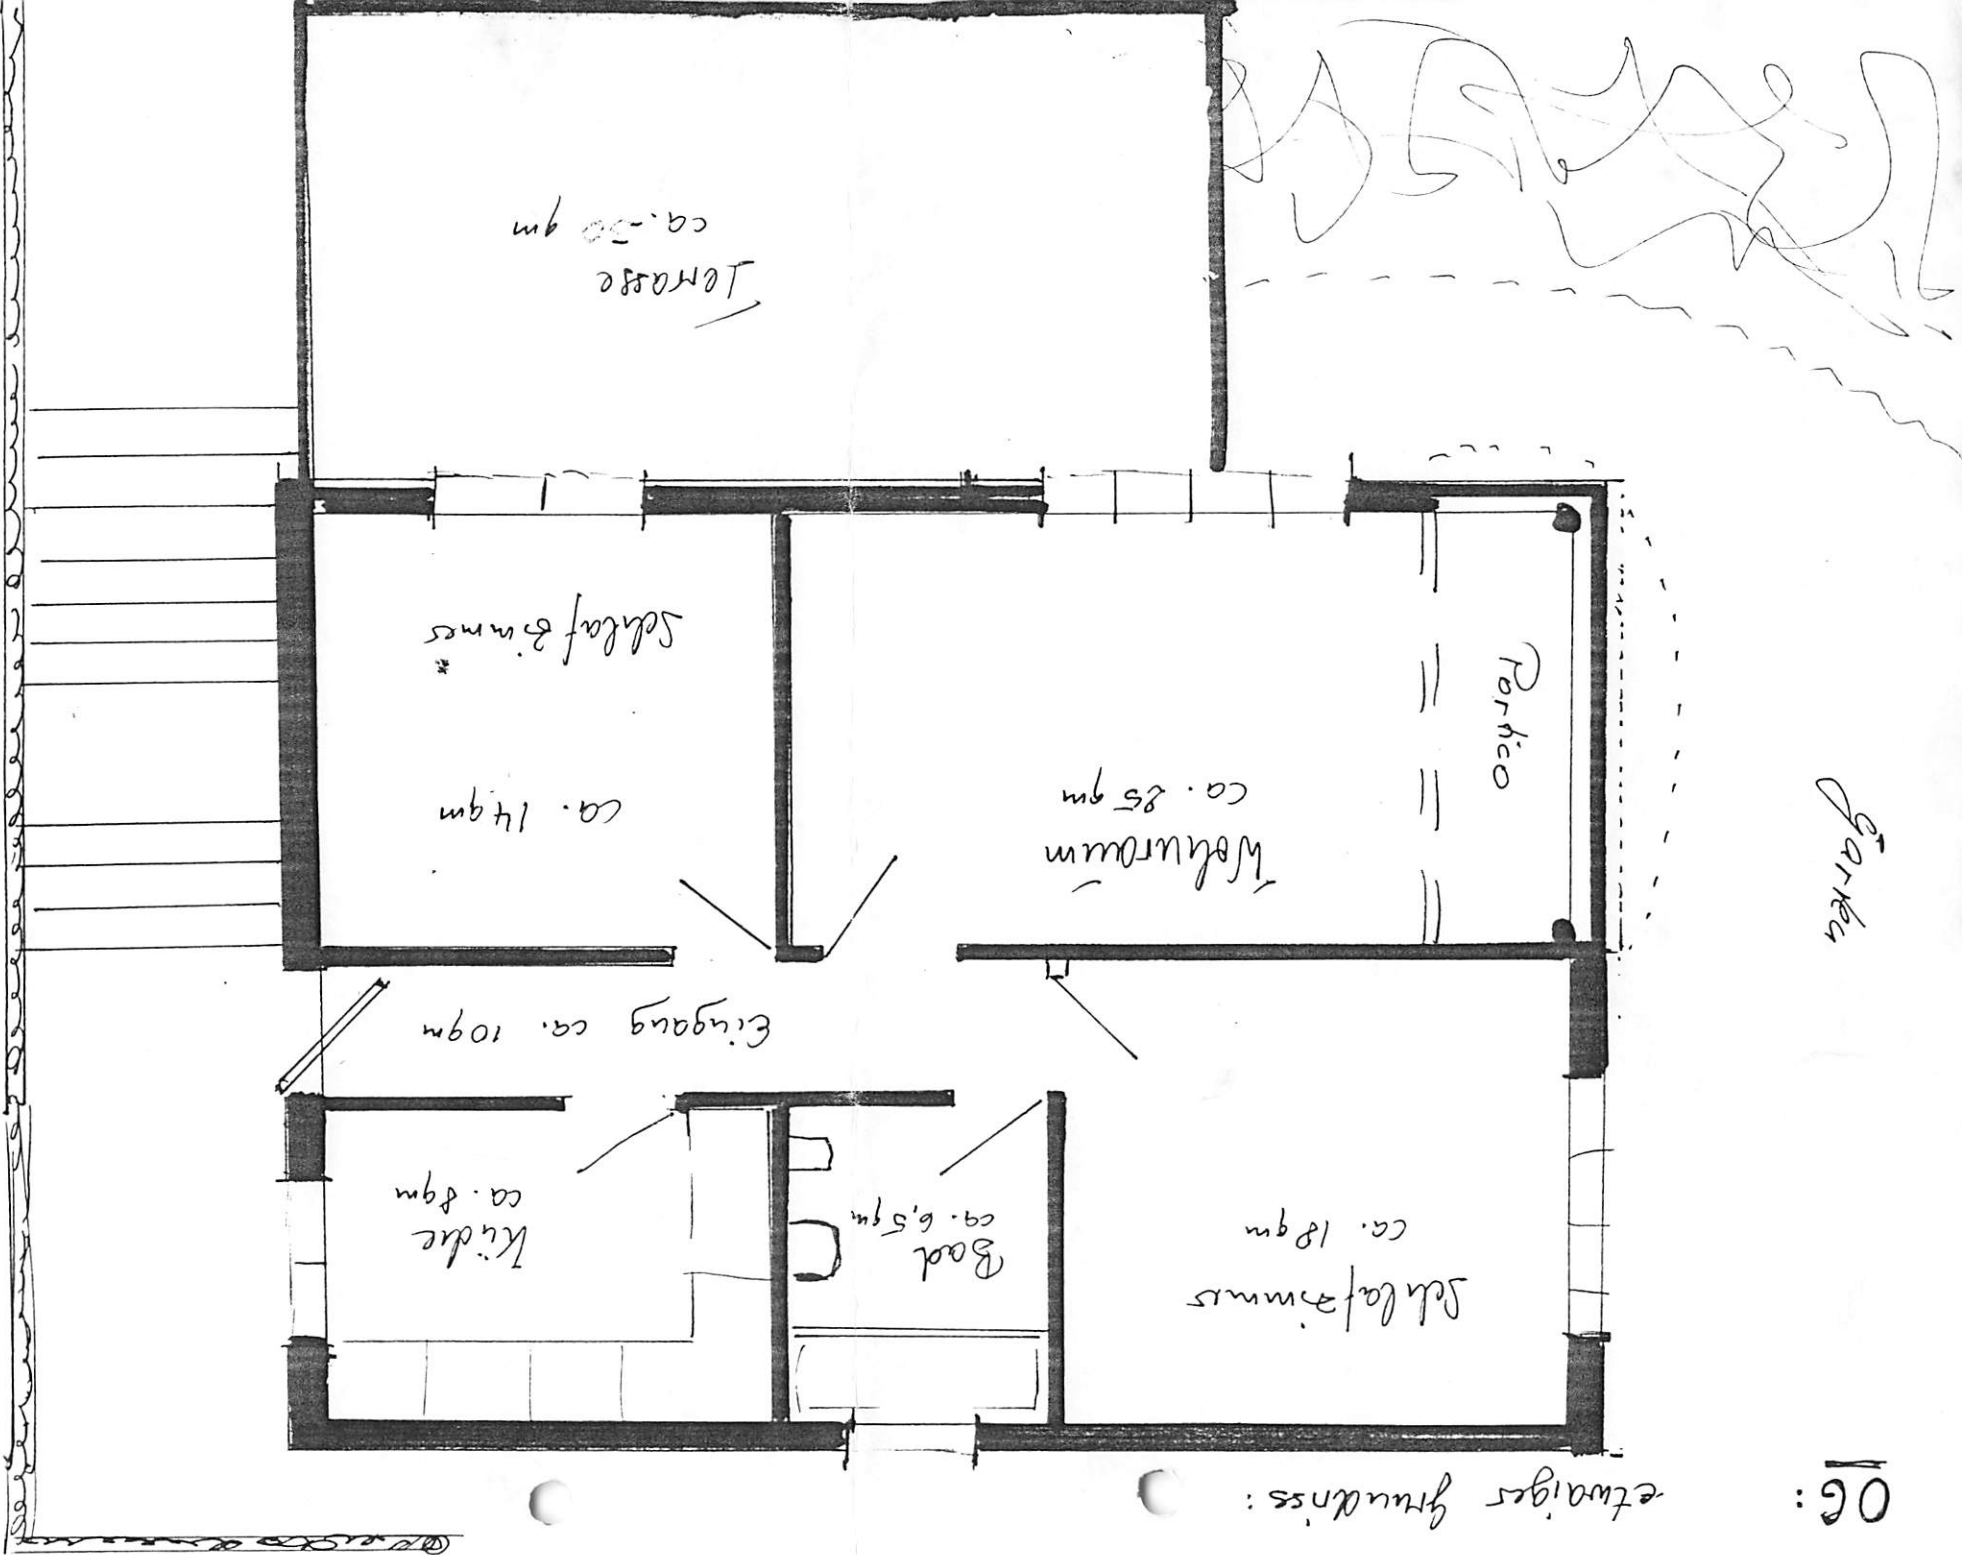 OG:
etwaiger Grundriss:
Schlafzimmer
ca. 18 qm
Bad
ca. 6,5 qm
Küche
ca. 8 qm
Eingang ca. 10 qm
Wohnraum
ca. 25 qm
Portico
Garten
ca. 14 qm
Schlafzimmer
*
Terrasse
ca. 30 qm